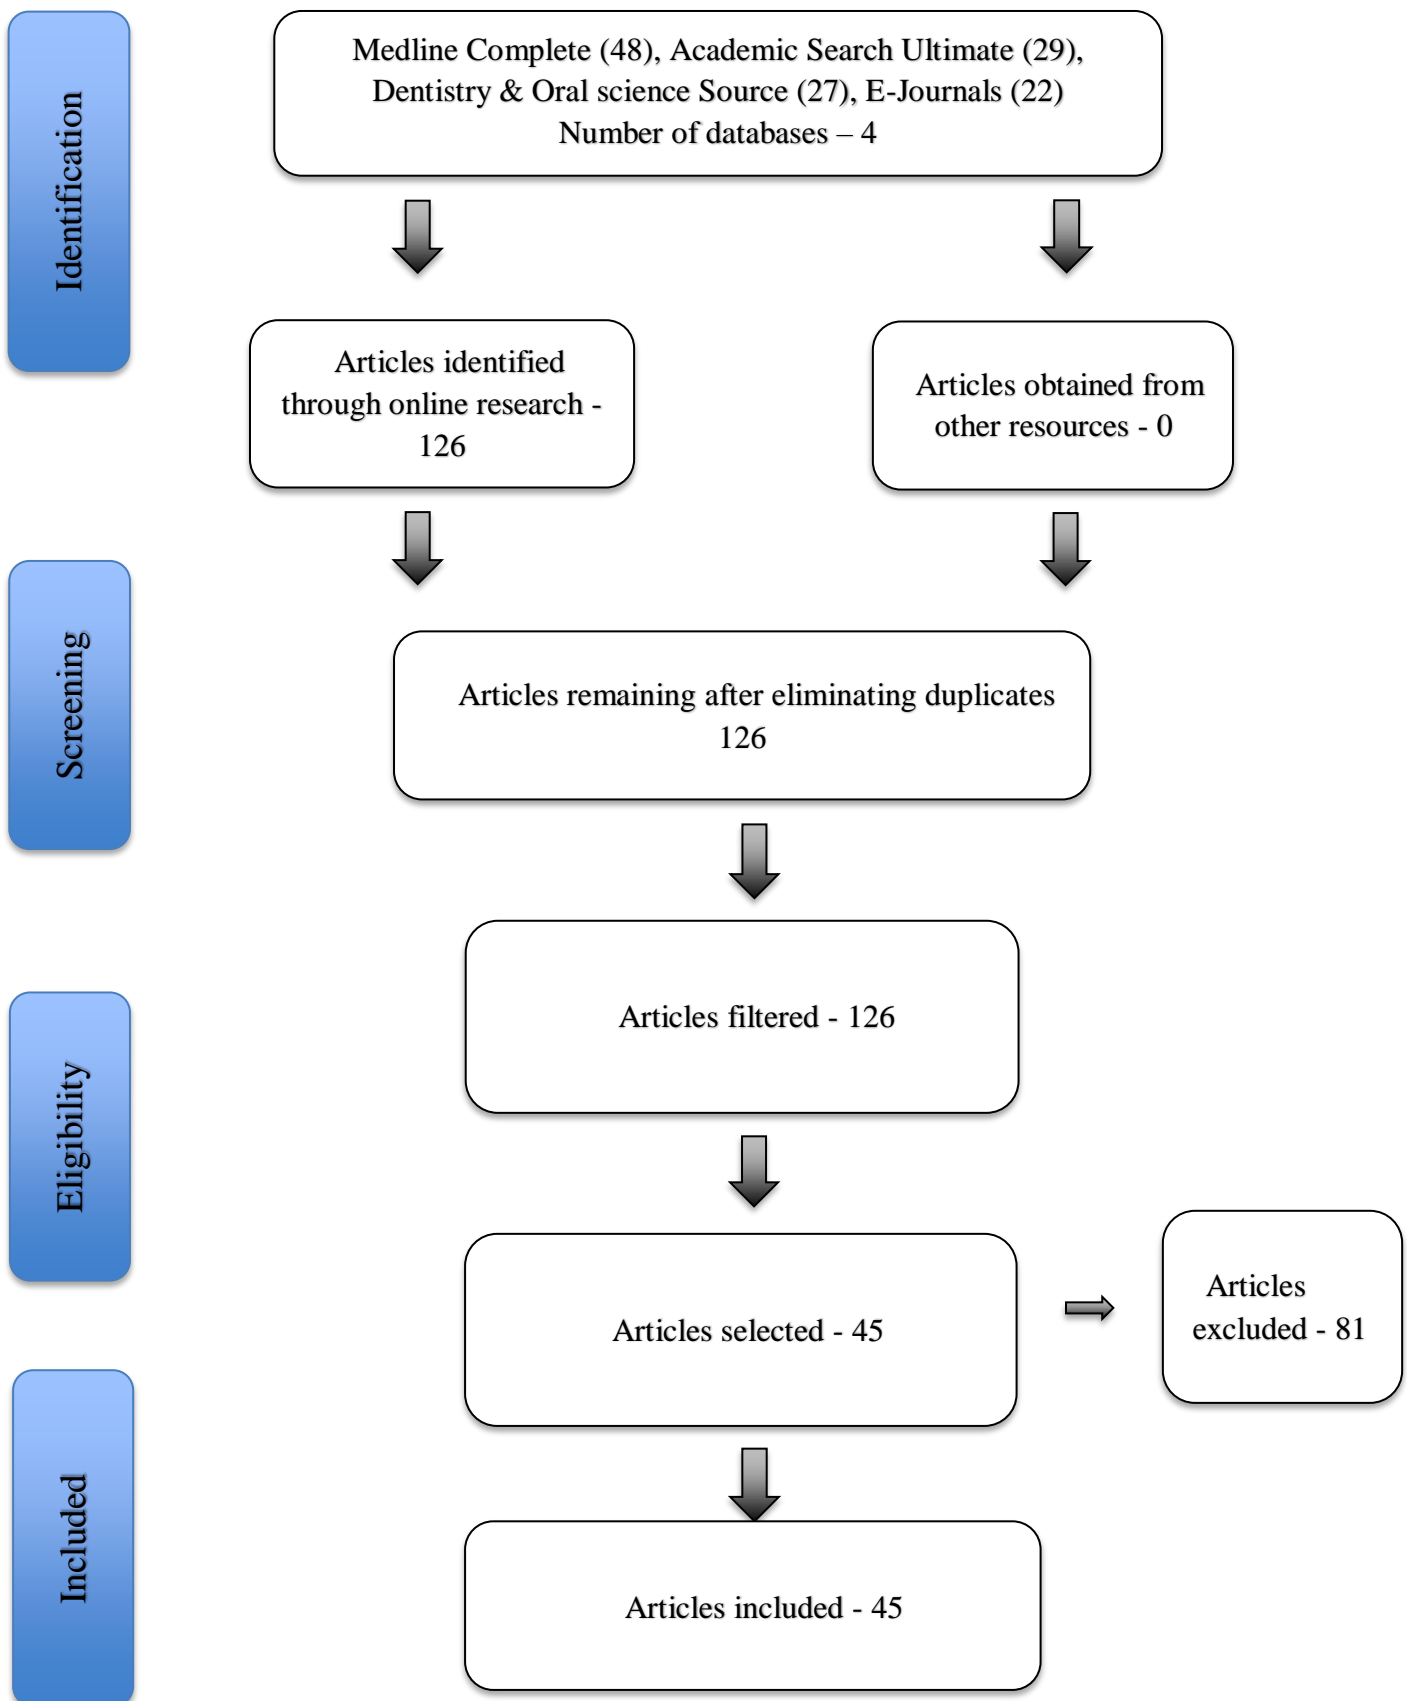 Identification
Medline Complete (48), Academic Search Ultimate (29),
Dentistry & Oral science Source (27), E-Journals (22)
Number of databases – 4
Articles identified
through online research -
126
Articles obtained from
other resources - 0
Screening
Articles remaining after eliminating duplicates
126
Eligibility
Articles filtered - 126
Articles selected - 45
Articles
excluded - 81
Included
Articles included - 45